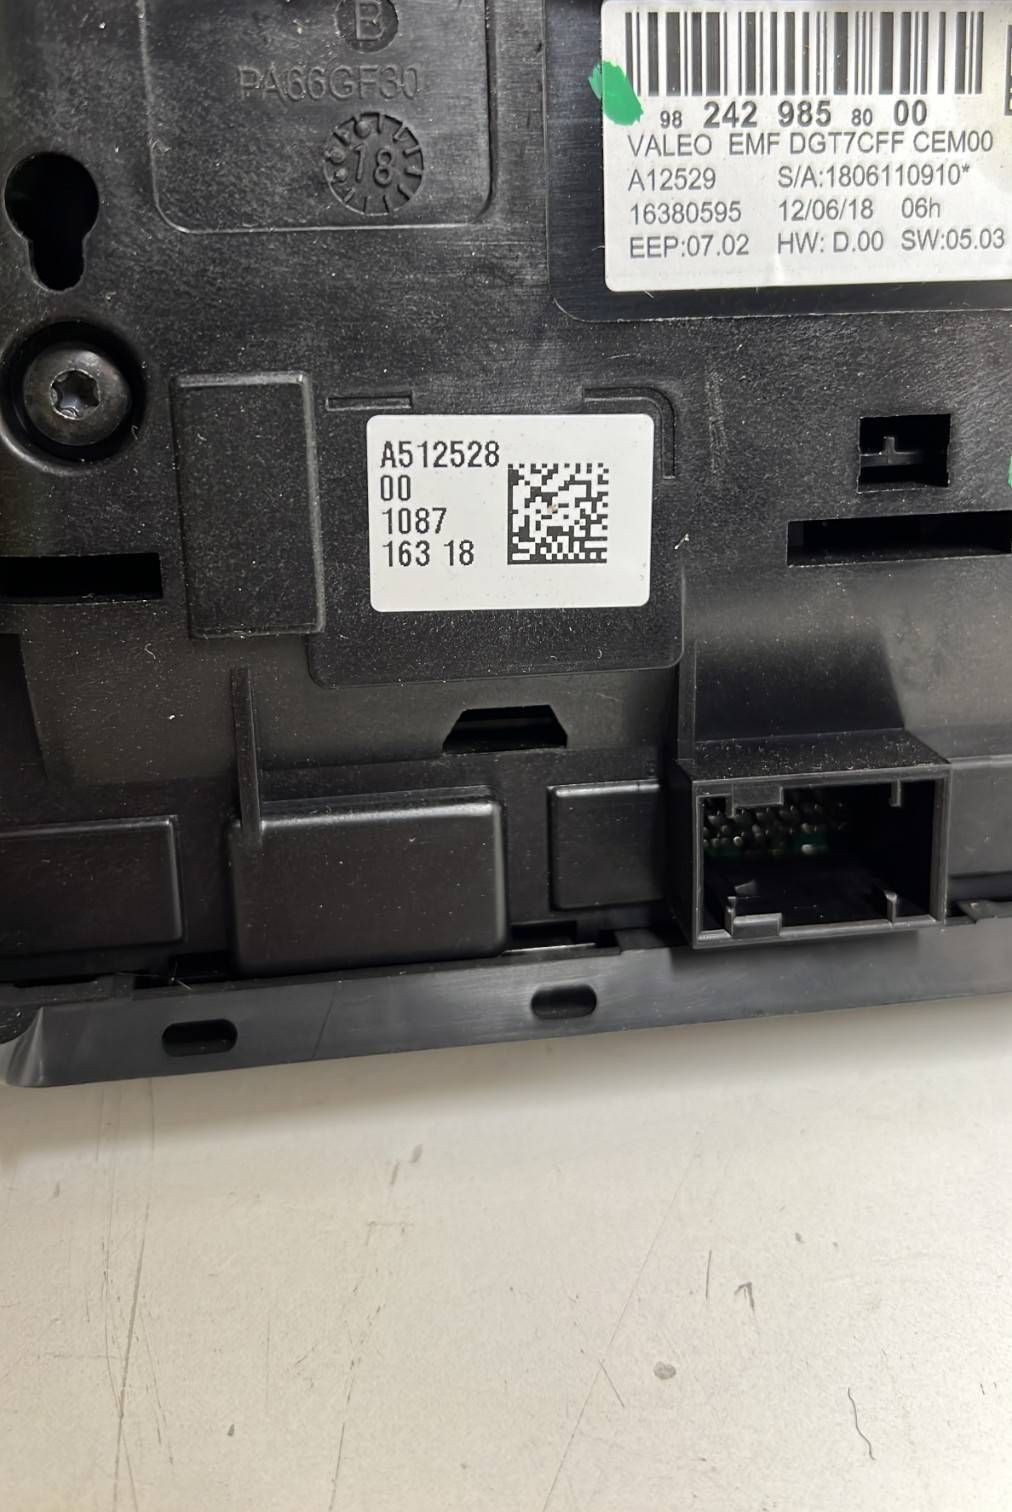 B
PA66GF30
18
98 242 985 80 00
VALEO EMF DGT7CFF CEM00
A12529 S/A:1806110910*
16380595 12/06/18 06h
EEP:07.02 HW: D.00 SW:05.03
A512528
00
1087
163 18